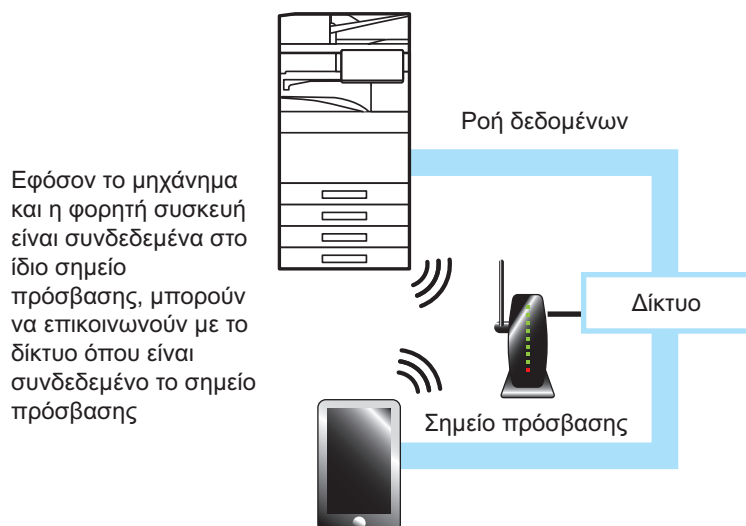 Ροή δεδομένων
Εφόσον το μηχάνημα
και η φορητή συσκευή
είναι συνδεδεμένα στο
ίδιο σημείο
πρόσβασης, μπορούν
να επικοινωνούν με το
δίκτυο όπου είναι
συνδεδεμένο το σημείο
πρόσβασης
Δίκτυο
Σημείο πρόσβασης